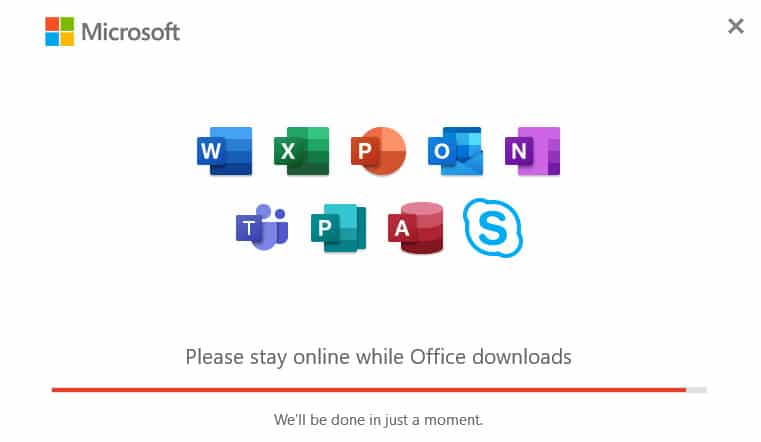 Microsoft
W X P O N
T P A S
Please stay online while Office downloads
We'll be done in just a moment.